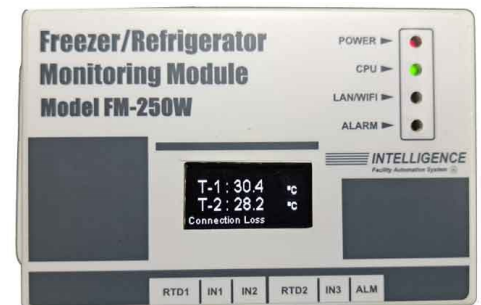 Freezer/Refrigerator
Monitoring Module
Model FM-250W
POWER ►
CPU ►
LAN/WIFI ►
ALARM ►
INTELLIGENCE
Facility Automation System
T-1 : 30.4 °C
T-2 : 28.2 °C
Connection Loss
RTD1 IN1 IN2 RTD2 IN3 ALM